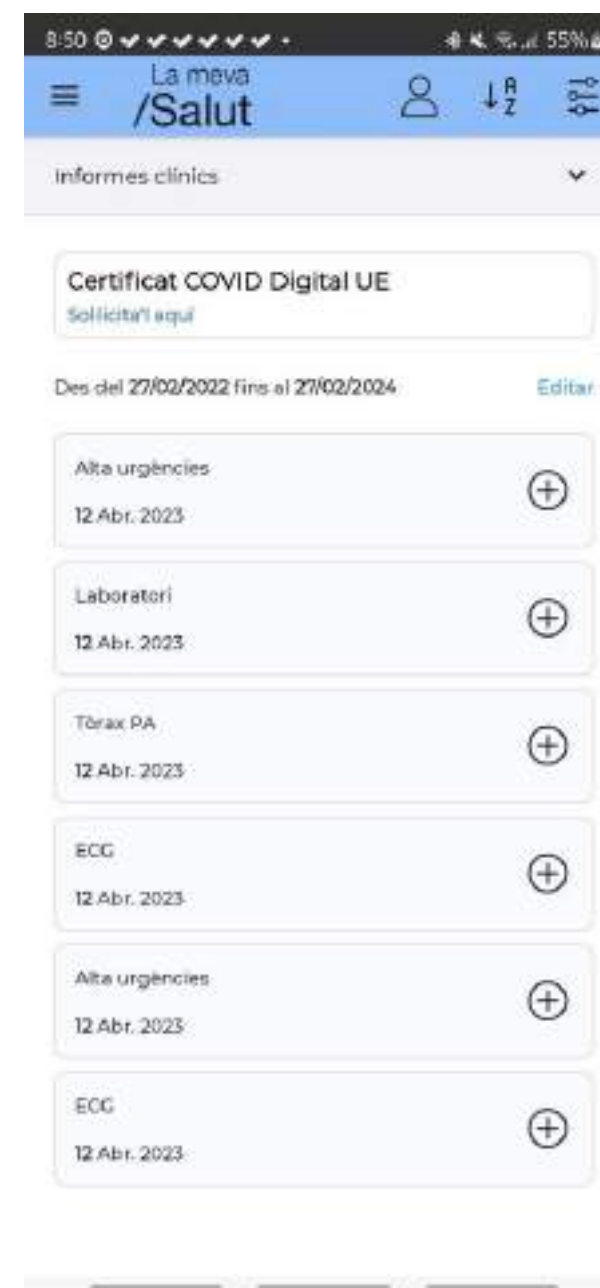 8:50
55%
La meva
/Salut
A
Z
Informes clínics
Certificat COVID Digital UE
Sol·licita'l aquí
Des del 27/02/2022 fins al 27/02/2024
Editar
Alta urgències
12 Abr. 2023
Laboratori
12 Abr. 2023
Tòrax PA
12 Abr. 2023
ECG
12 Abr. 2023
Alta urgències
12 Abr. 2023
ECG
12 Abr. 2023